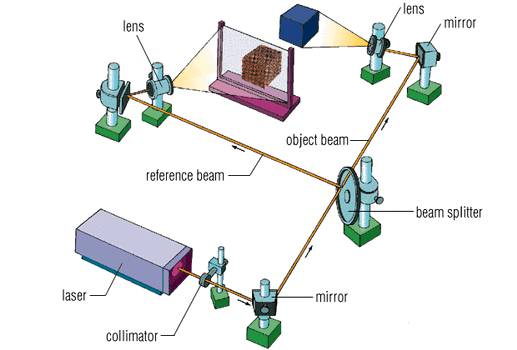 lens
lens
mirror
object beam
reference beam
beam splitter
laser
mirror
collimator